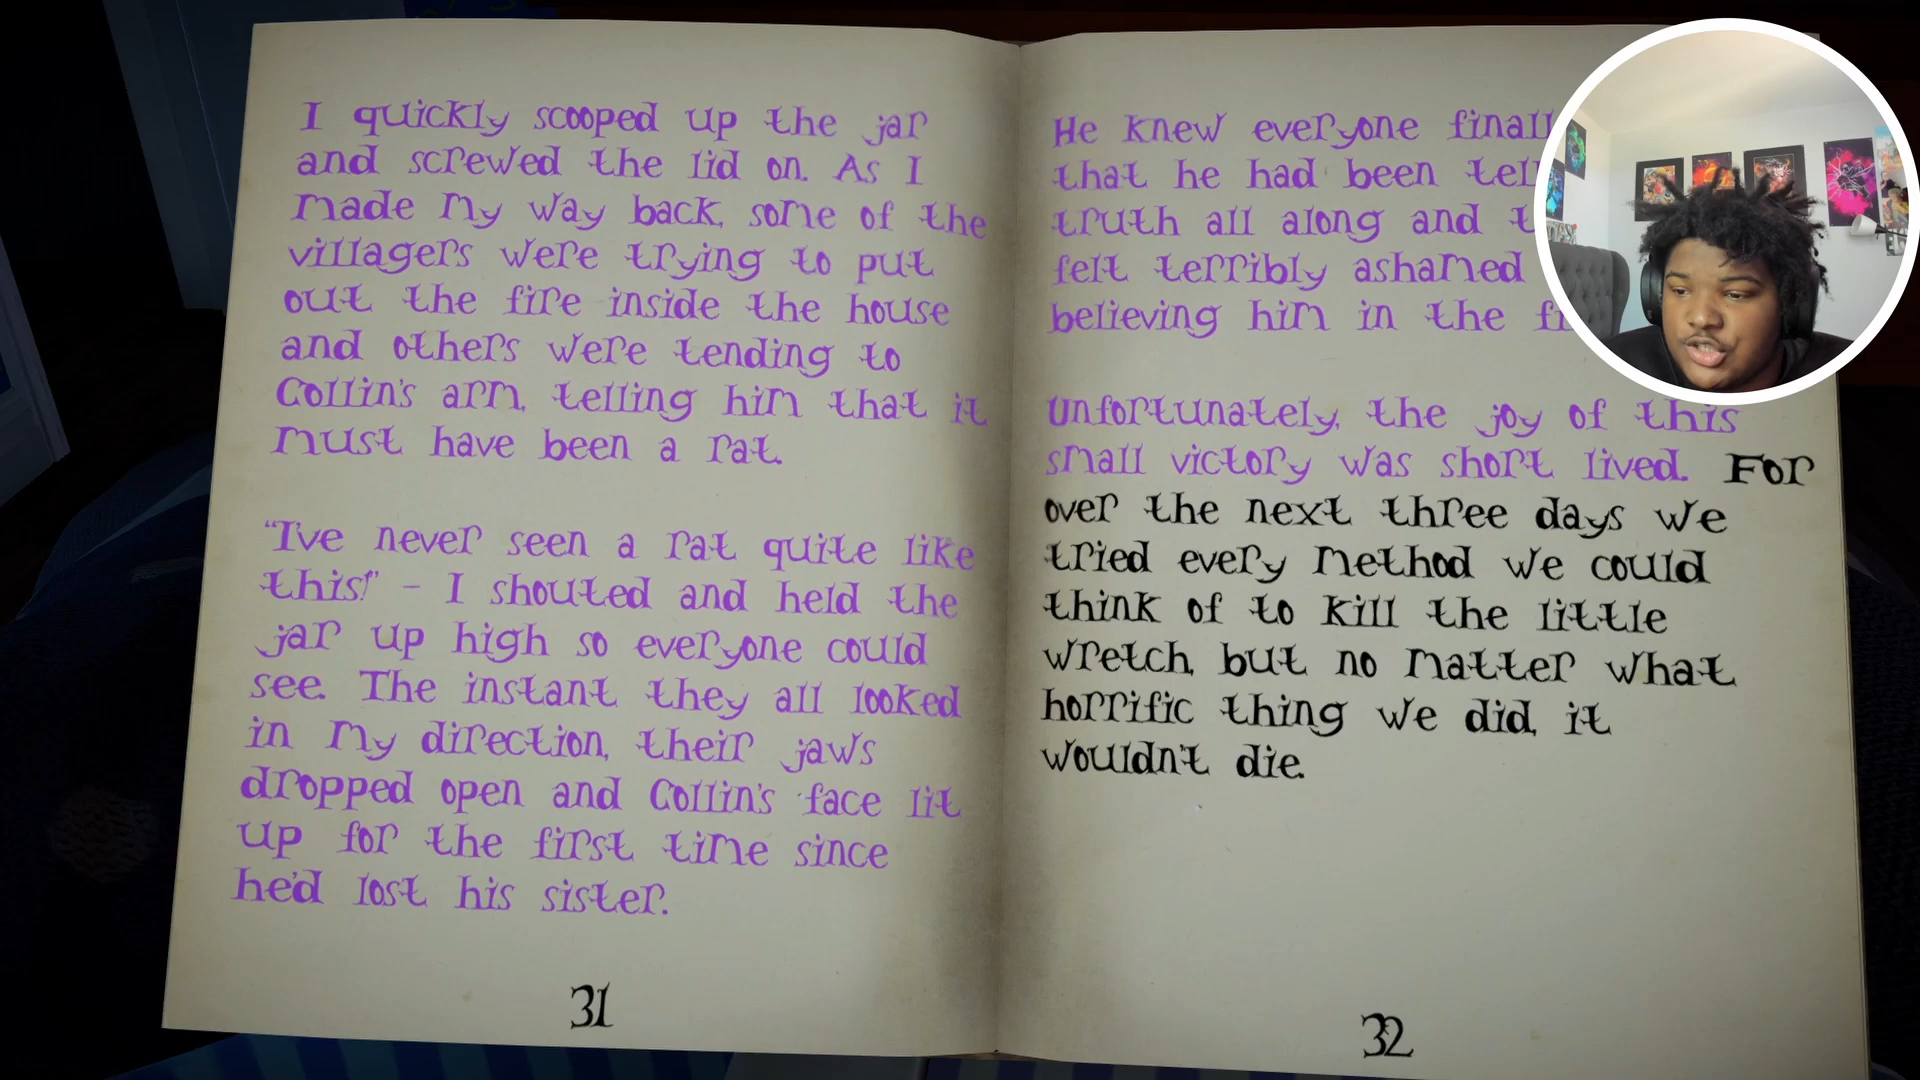 I quickly scooped up the jar
and screwed the lid on. As I
made my way back, some of the
villagers were trying to put
out the fire inside the house
and others were tending to
Collin's arm, telling him that it
must have been a rat.
"I've never seen a rat quite like
this!" - I shouted and held the
jar up high so everyone could
see. The instant they all looked
in my direction, their jaws
dropped open and Collin's face lit
up for the first time since
he'd lost his sister.
31
He knew everyone
that he had been
truth all along and
felt terribly ashamed
believing him in the
Unfortunately, the joy of this
small victory was short lived. For
over the next three days we
tried every method we could
think of to kill the little
wretch, but no matter what
horrific thing we did, it
wouldn't die.
32